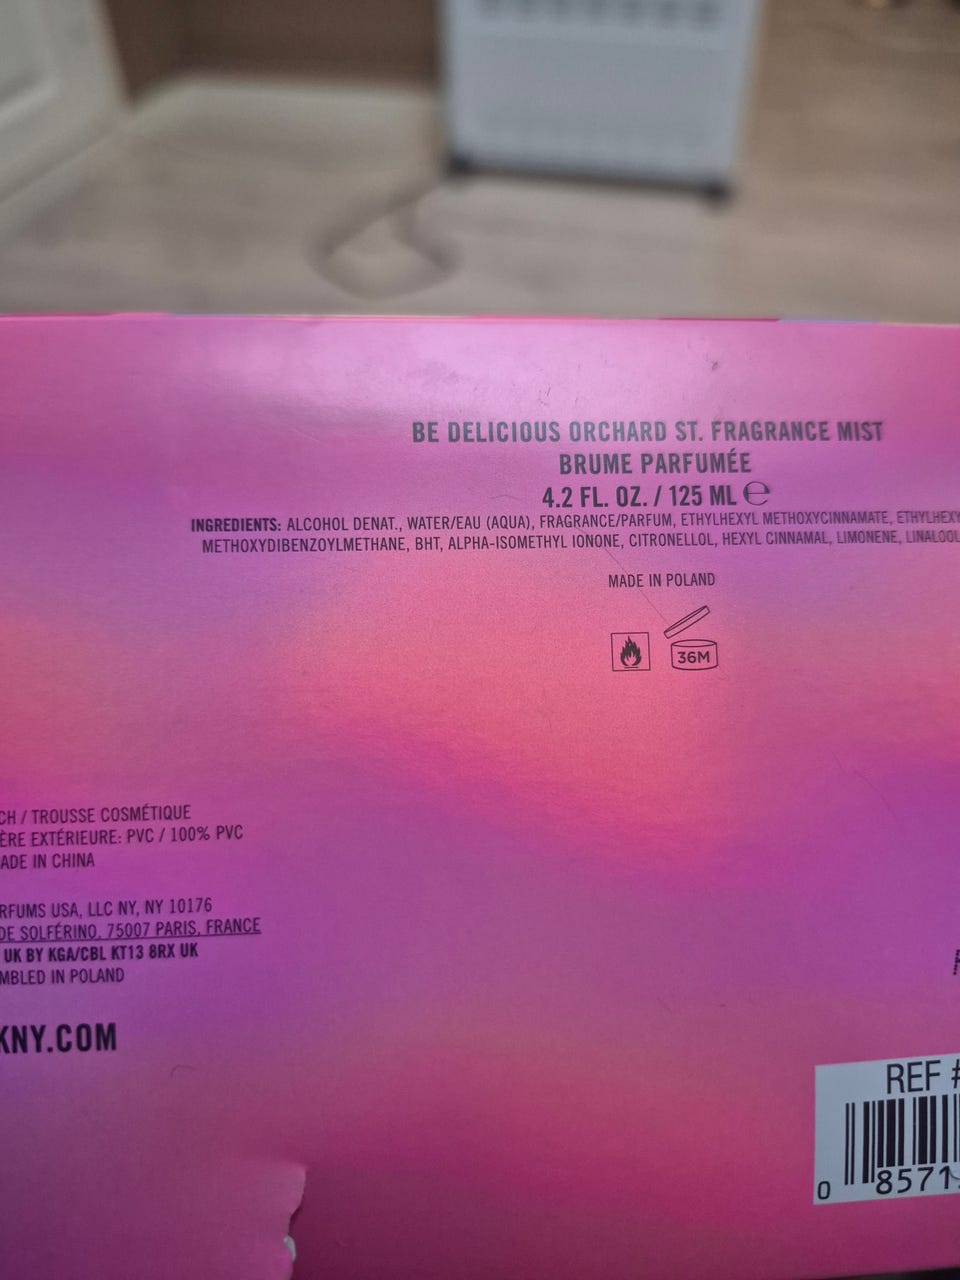 BE DELICIOUS ORCHARD ST. FRAGRANCE MIST
BRUME PARFUMÉE
4.2 FL. OZ. / 125 ML ℮
INGREDIENTS: ALCOHOL DENAT., WATER/EAU (AQUA), FRAGRANCE/PARFUM, ETHYLHEXYL METHOXYCINNAMATE, ETHYLHEXY
METHOXYDIBENZOYLMETHANE, BHT, ALPHA-ISOMETHYL IONONE, CITRONELLOL, HEXYL CINNAMAL, LIMONENE, LINALOOL
MADE IN POLAND
36M
CH / TROUSSE COSMÉTIQUE
ÈRE EXTÉRIEURE: PVC / 100% PVC
ADE IN CHINA
RFUMS USA, LLC NY, NY 10176
DE SOLFÉRINO, 75007 PARIS, FRANCE
UK BY KGA/CBL KT13 8RX UK
MBLED IN POLAND
KNY.COM
REF #
0 8571